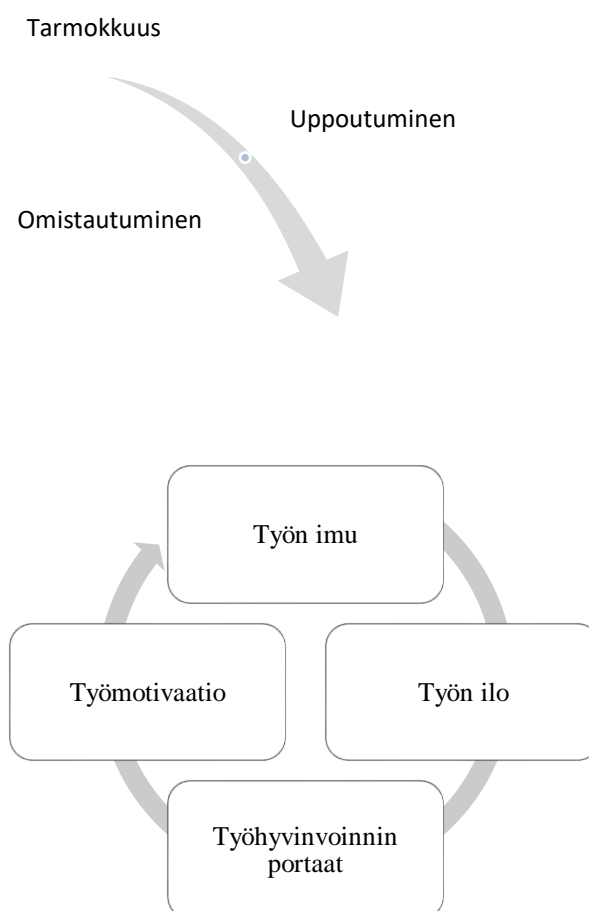 Tarmokkuus
Uppoutuminen
Omistautuminen
Työn imu
Työmotivaatio
Työn ilo
Työhyvinvoinnin
portaat